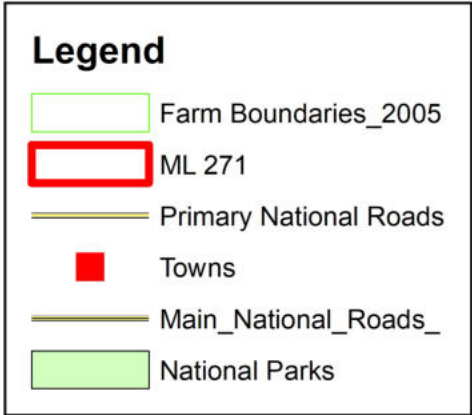 Legend
Farm Boundaries_2005
ML 271
Primary National Roads
Towns
Main_National_Roads_
National Parks